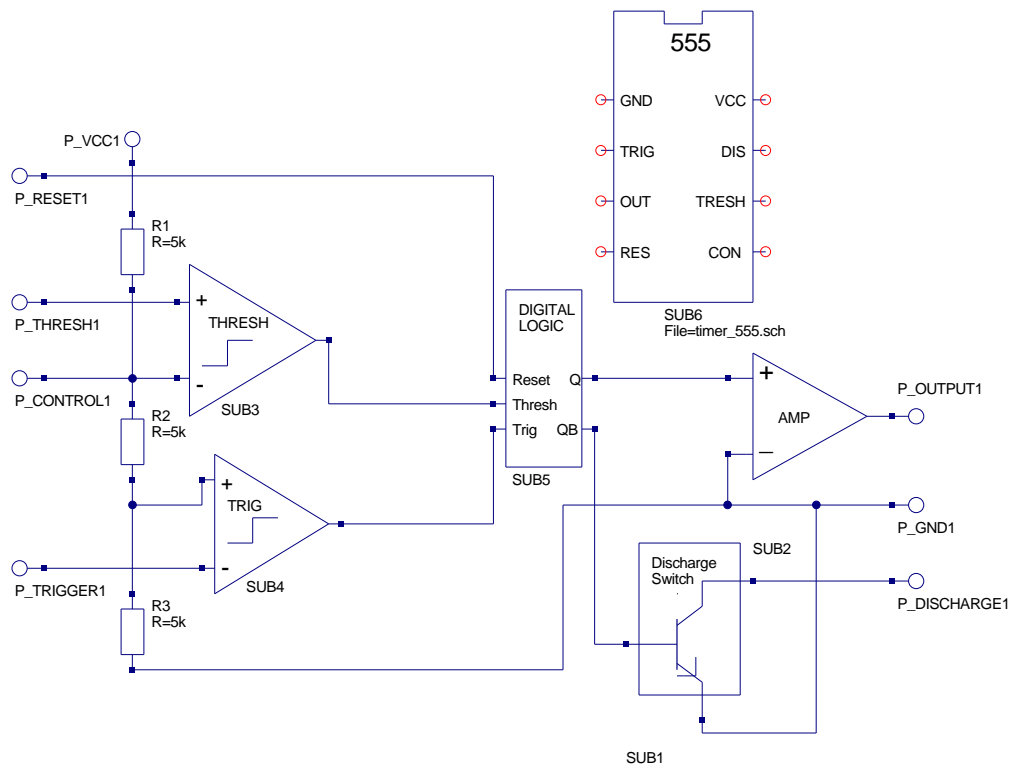 555
GND
VCC
TRIG
DIS
OUT
TRESH
RES
CON
SUB6
File=timer_555.sch
P_VCC1
P_RESET1
R1
R=5k
P_THRESH1
+
THRESH
-
SUB3
P_CONTROL1
R2
R=5k
+
TRIG
-
SUB4
P_TRIGGER1
R3
R=5k
DIGITAL
LOGIC
Reset Q
Thresh
Trig QB
SUB5
+
AMP
–
P_OUTPUT1
P_GND1
SUB2
Discharge
Switch
P_DISCHARGE1
SUB1